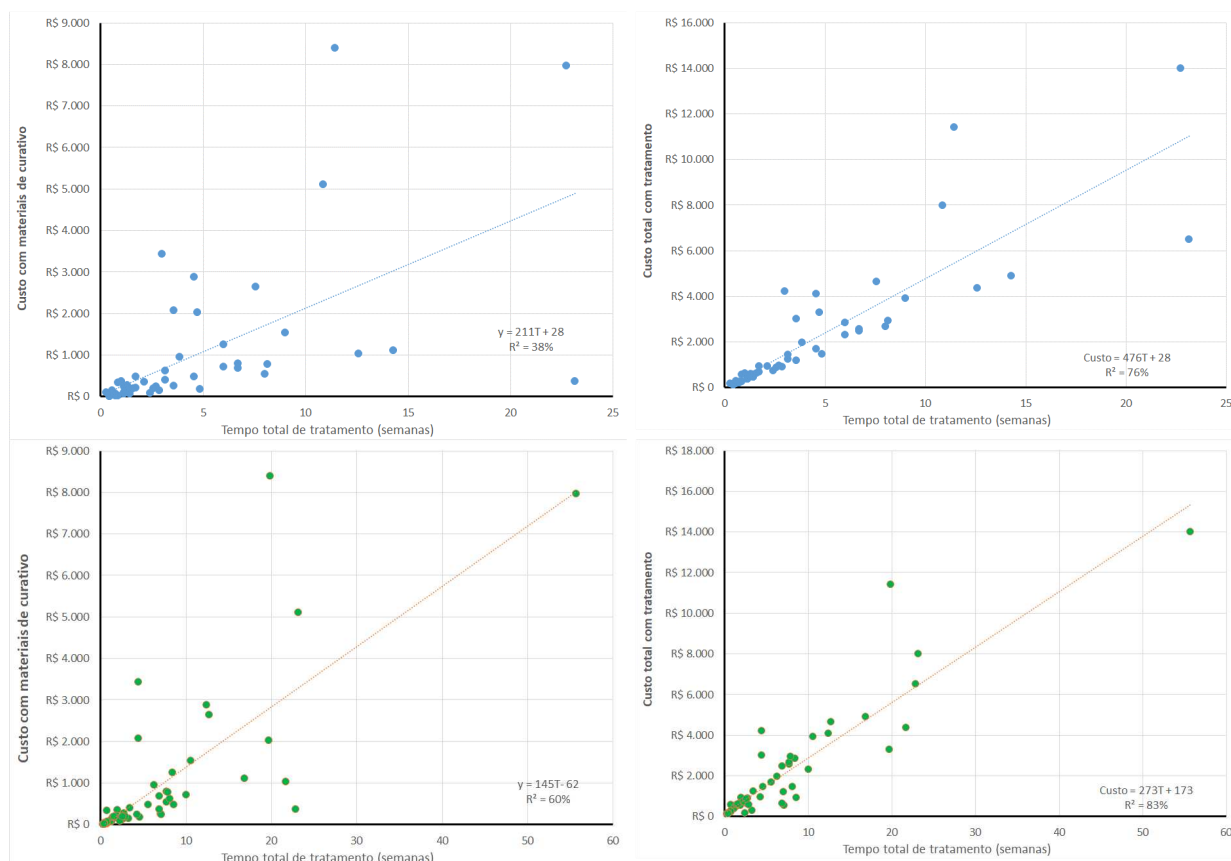 R$ 9.000
R$ 8.000
R$ 7.000
R$ 6.000
R$ 5.000
R$ 4.000
R$ 3.000
R$ 2.000
R$ 1.000
R$ 0
Custo com materiais de curativo
0 5 10 15 20 25
Tempo total de tratamento (semanas)
y = 211T + 28
R² = 38%
R$ 16.000
R$ 14.000
R$ 12.000
R$ 10.000
R$ 8.000
R$ 6.000
R$ 4.000
R$ 2.000
R$ 0
Custo total com tratamento
0 5 10 15 20 25
Tempo total de tratamento (semanas)
Custo = 476T + 28
R² = 76%
R$ 9.000
R$ 8.000
R$ 7.000
R$ 6.000
R$ 5.000
R$ 4.000
R$ 3.000
R$ 2.000
R$ 1.000
R$ 0
Custo com materiais de curativo
0 10 20 30 40 50 60
Tempo total de tratamento (semanas)
y = 145T- 62
R² = 60%
R$ 18.000
R$ 16.000
R$ 14.000
R$ 12.000
R$ 10.000
R$ 8.000
R$ 6.000
R$ 4.000
R$ 2.000
R$ 0
Custo total com tratamento
0 10 20 30 40 50 60
Tempo total de tratamento (semanas)
Custo = 273T + 173
R² = 83%